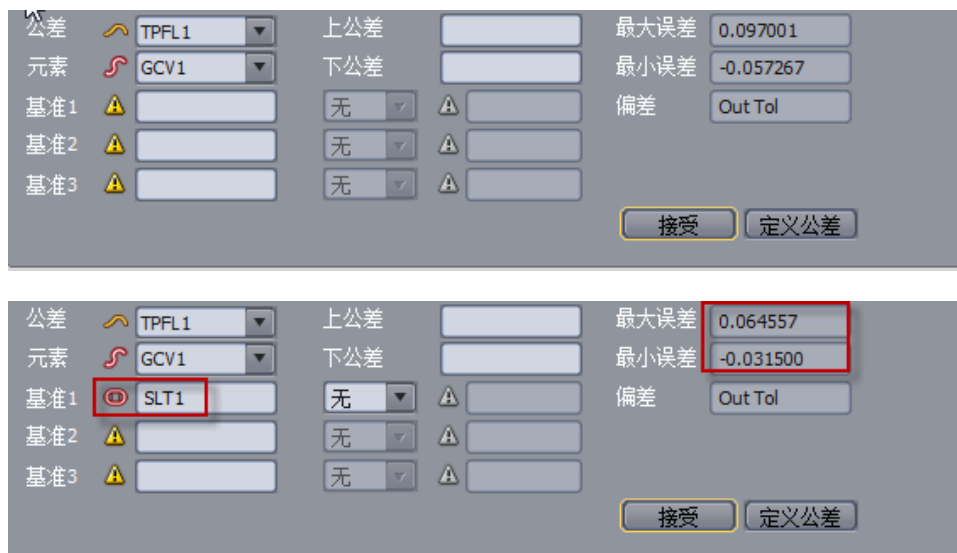 公差 TPFL1 上公差 最大误差 0.097001
元素 GCV1 下公差 最小误差 -0.057267
基准1 无 偏差 Out Tol
基准2 无
基准3 无
接受 定义公差
公差 TPFL1 上公差 最大误差 0.064557
元素 GCV1 下公差 最小误差 -0.031500
基准1 SLT1 无 偏差 Out Tol
基准2 无
基准3 无
接受 定义公差